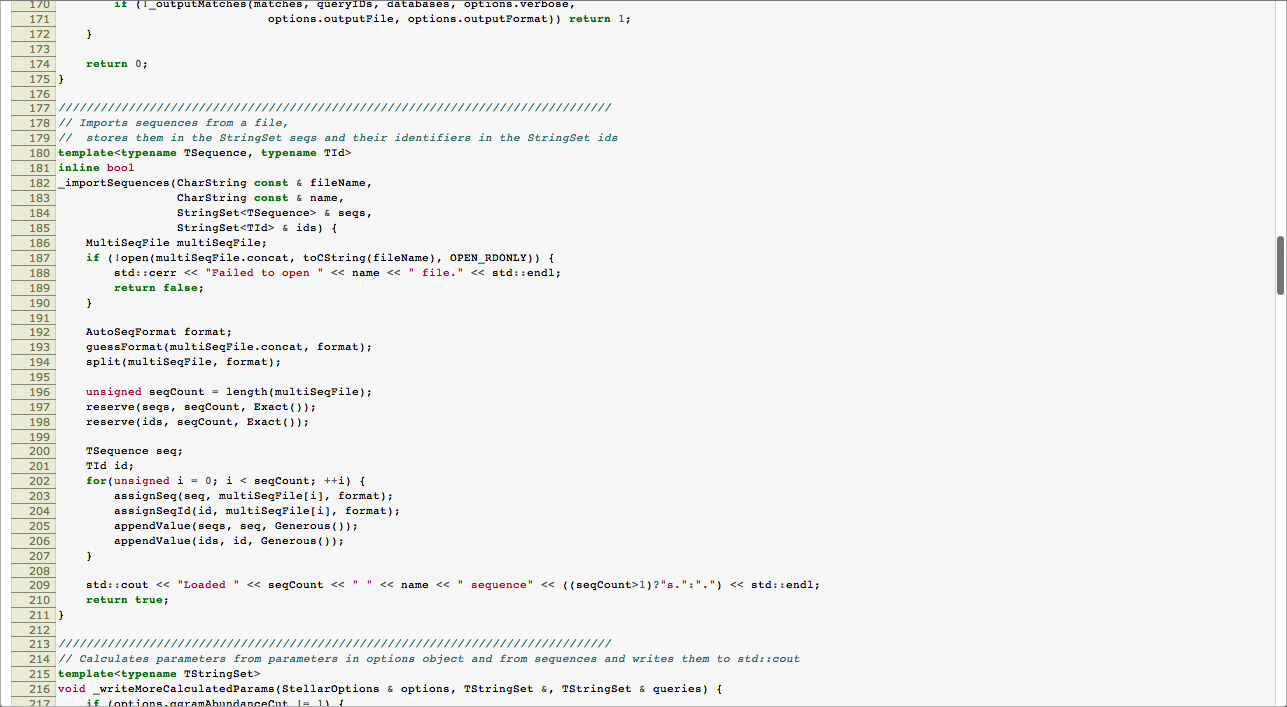 170 if (!_outputMatches(matches, queryIDs, databases, options.verbose,
171 options.outputFile, options.outputFormat)) return 1;
172 }
173
174 return 0;
175 }
176
177 ///////////////////////////////////////////////////////////////////////////////
178 // Imports sequences from a file,
179 //  stores them in the StringSet seqs and their identifiers in the StringSet ids
180 template<typename TSequence, typename TId>
181 inline bool
182 _importSequences(CharString const & fileName,
183 CharString const & name,
184 StringSet<TSequence> & seqs,
185 StringSet<TId> & ids) {
186 MultiSeqFile multiSeqFile;
187 if (!open(multiSeqFile.concat, toCString(fileName), OPEN_RDONLY)) {
188 std::cerr << "Failed to open " << name << " file." << std::endl;
189 return false;
190 }
191
192 AutoSeqFormat format;
193 guessFormat(multiSeqFile.concat, format);
194 split(multiSeqFile, format);
195
196 unsigned seqCount = length(multiSeqFile);
197 reserve(seqs, seqCount, Exact());
198 reserve(ids, seqCount, Exact());
199
200 TSequence seq;
201 TId id;
202 for(unsigned i = 0; i < seqCount; ++i) {
203 assignSeq(seq, multiSeqFile[i], format);
204 assignSeqId(id, multiSeqFile[i], format);
205 appendValue(seqs, seq, Generous());
206 appendValue(ids, id, Generous());
207 }
208
209 std::cout << "Loaded " << seqCount << " " << name << " sequence" << ((seqCount>1)?"s.":".") << std::endl;
210 return true;
211 }
212
213 ///////////////////////////////////////////////////////////////////////////////
214 // Calculates parameters from parameters in options object and from sequences and writes them to std::cout
215 template<typename TStringSet>
216 void _writeMoreCalculatedParams(StellarOptions & options, TStringSet &, TStringSet & queries) {
217 if (options.qgramAbundanceCut != 1) {